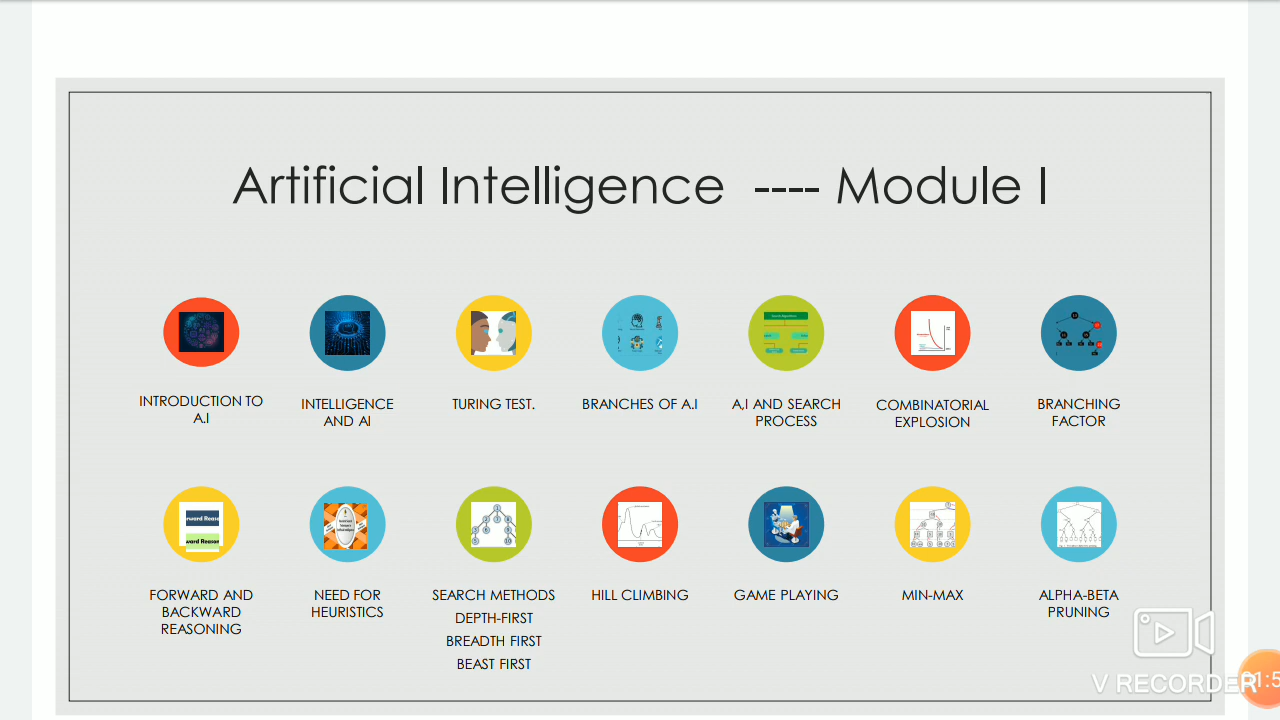 Artificial Intelligence ---- Module I
INTRODUCTION TO
A.I
INTELLIGENCE
AND AI
TURING TEST.
BRANCHES OF A.I
A,I AND SEARCH
PROCESS
COMBINATORIAL
EXPLOSION
BRANCHING
FACTOR
FORWARD AND
BACKWARD
REASONING
NEED FOR
HEURISTICS
SEARCH METHODS
DEPTH-FIRST
BREADTH FIRST
BEAST FIRST
HILL CLIMBING
GAME PLAYING
MIN-MAX
ALPHA-BETA
PRUNING
V RECORDER